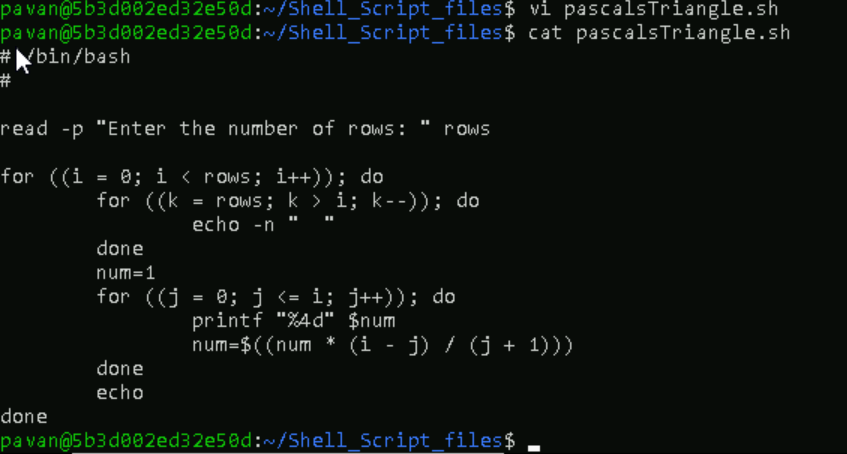 pavan@5b3d002ed32e50d:~/Shell_Script_files$ vi pascalsTriangle.sh
pavan@5b3d002ed32e50d:~/Shell_Script_files$ cat pascalsTriangle.sh
# /bin/bash
#
read -p "Enter the number of rows: " rows
for ((i = 0; i < rows; i++)); do
        for ((k = rows; k > i; k--)); do
                echo -n "  "
        done
        num=1
        for ((j = 0; j <= i; j++)); do
                printf "%4d" $num
                num=$((num * (i - j) / (j + 1)))
        done
        echo
done
pavan@5b3d002ed32e50d:~/Shell_Script_files$